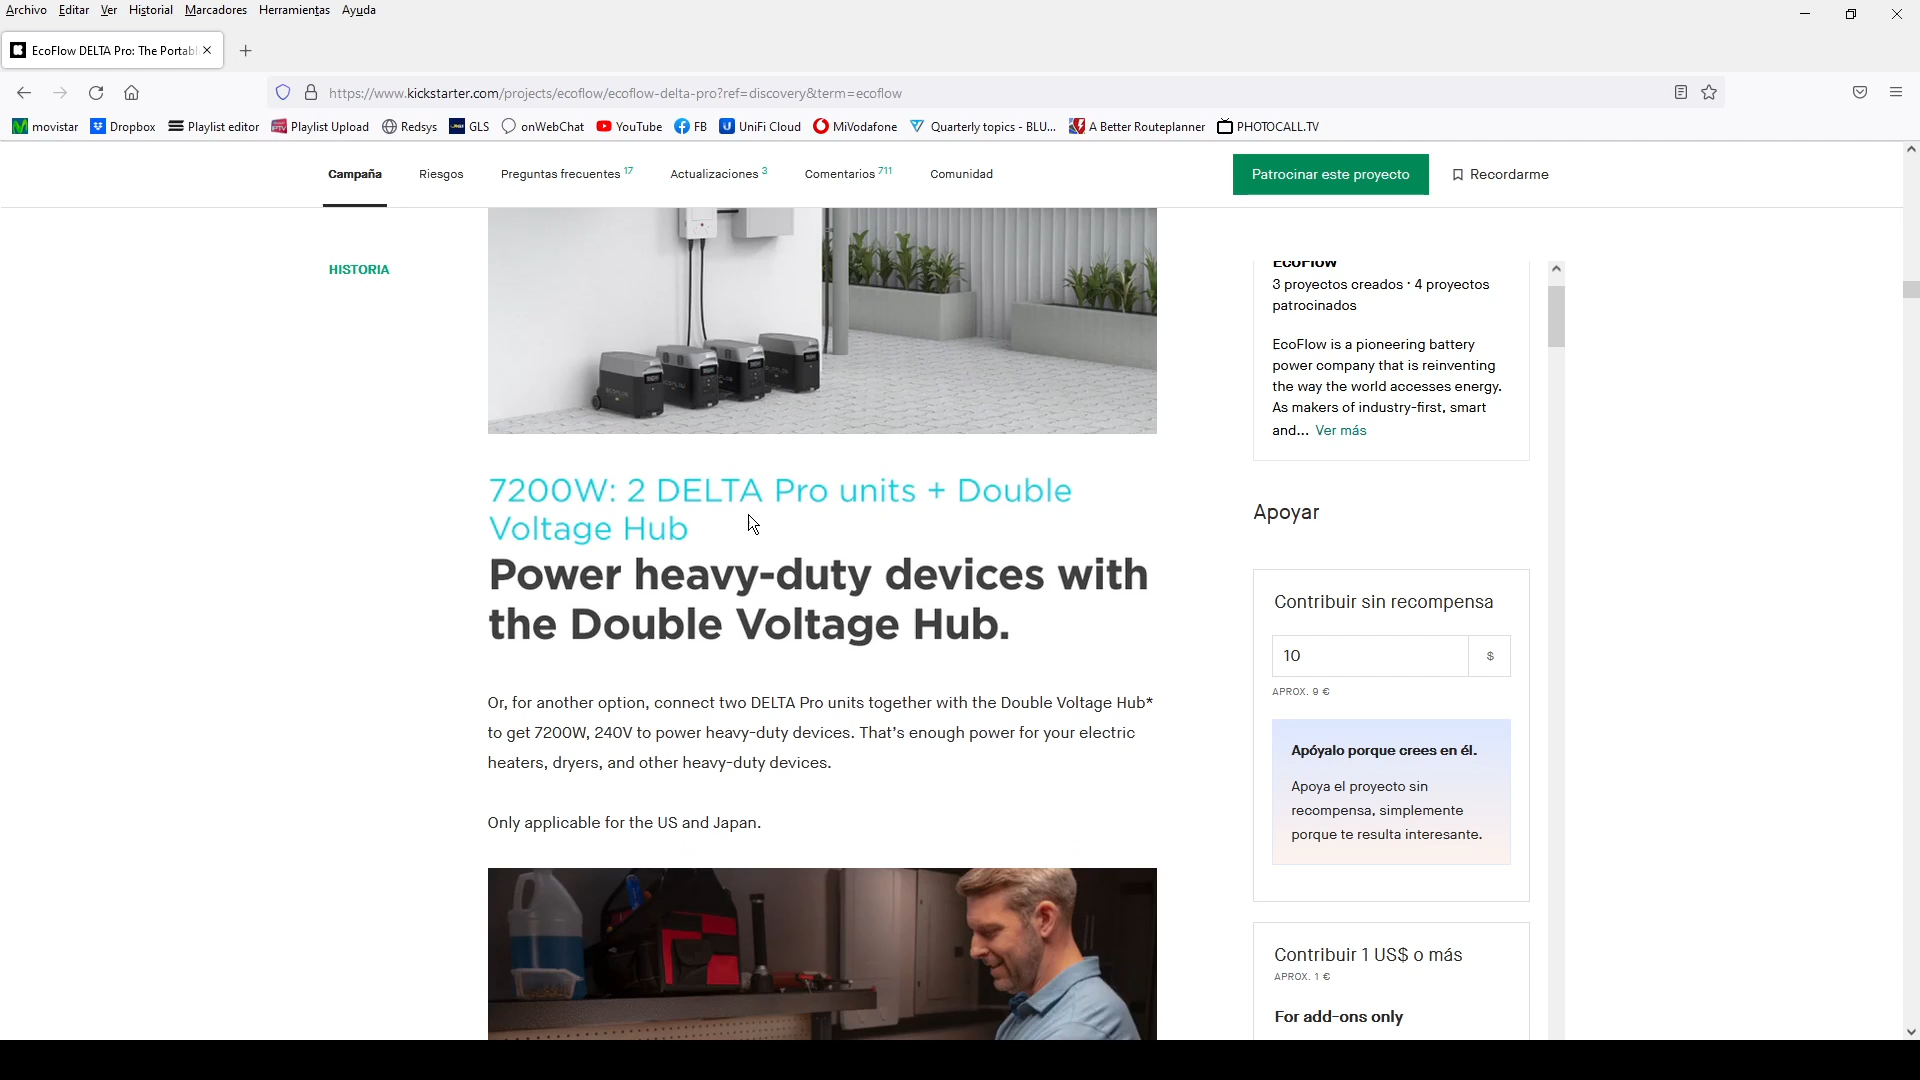 Archivo Editar Ver Historial Marcadores Herramientas Ayuda
EcoFlow DELTA Pro: The Portabl
https://www.kickstarter.com/projects/ecoflow/ecoflow-delta-pro?ref=discovery&term=ecoflow
movistar Dropbox Playlist editor Playlist Upload Redsys GLS onWebChat YouTube FB UniFi Cloud MiVodafone Quarterly topics - BLU... A Better Routeplanner PHOTOCALL.TV
Campaña Riesgos Preguntas frecuentes 17 Actualizaciones 3 Comentarios 711 Comunidad Patrocinar este proyecto Recordarme
HISTORIA
7200W: 2 DELTA Pro units + Double
Voltage Hub
Power heavy-duty devices with
the Double Voltage Hub.
Or, for another option, connect two DELTA Pro units together with the Double Voltage Hub*
to get 7200W, 240V to power heavy-duty devices. That's enough power for your electric
heaters, dryers, and other heavy-duty devices.
Only applicable for the US and Japan.
EcoFlow
3 proyectos creados · 4 proyectos
patrocinados
EcoFlow is a pioneering battery
power company that is reinventing
the way the world accesses energy.
As makers of industry-first, smart
and... Ver más
Apoyar
Contribuir sin recompensa
10 $
APROX. 9 €
Apóyalo porque crees en él.
Apoya el proyecto sin
recompensa, simplemente
porque te resulta interesante.
Contribuir 1 US$ o más
APROX. 1 €
For add-ons only